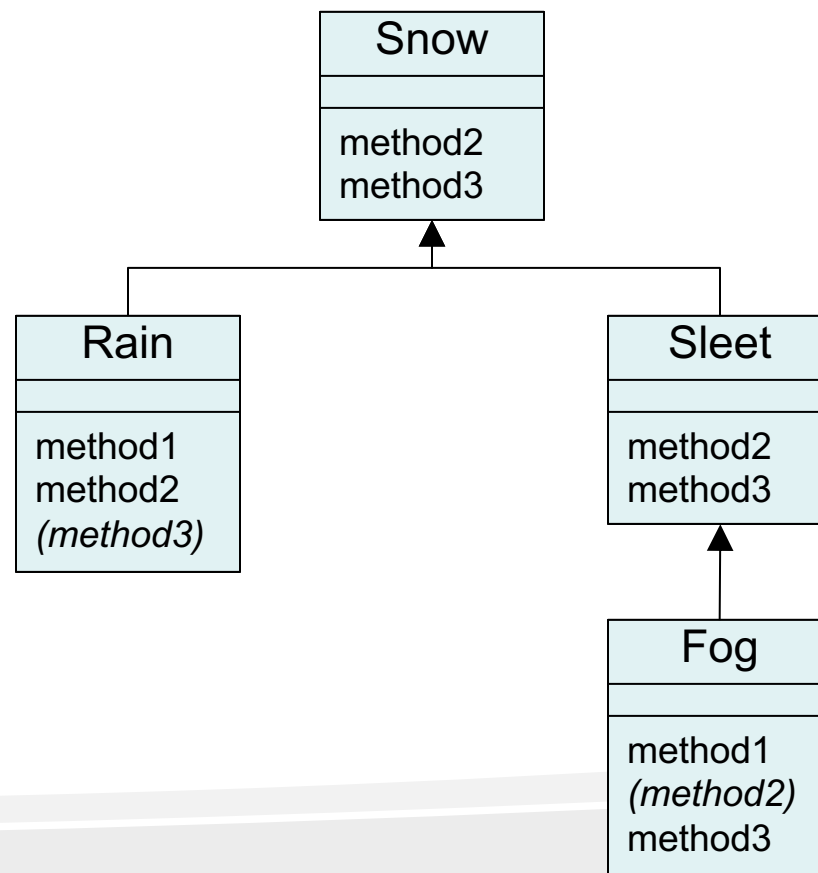 Snow
method2
method3
Rain
method1
method2
(method3)
Sleet
method2
method3
Fog
method1
(method2)
method3